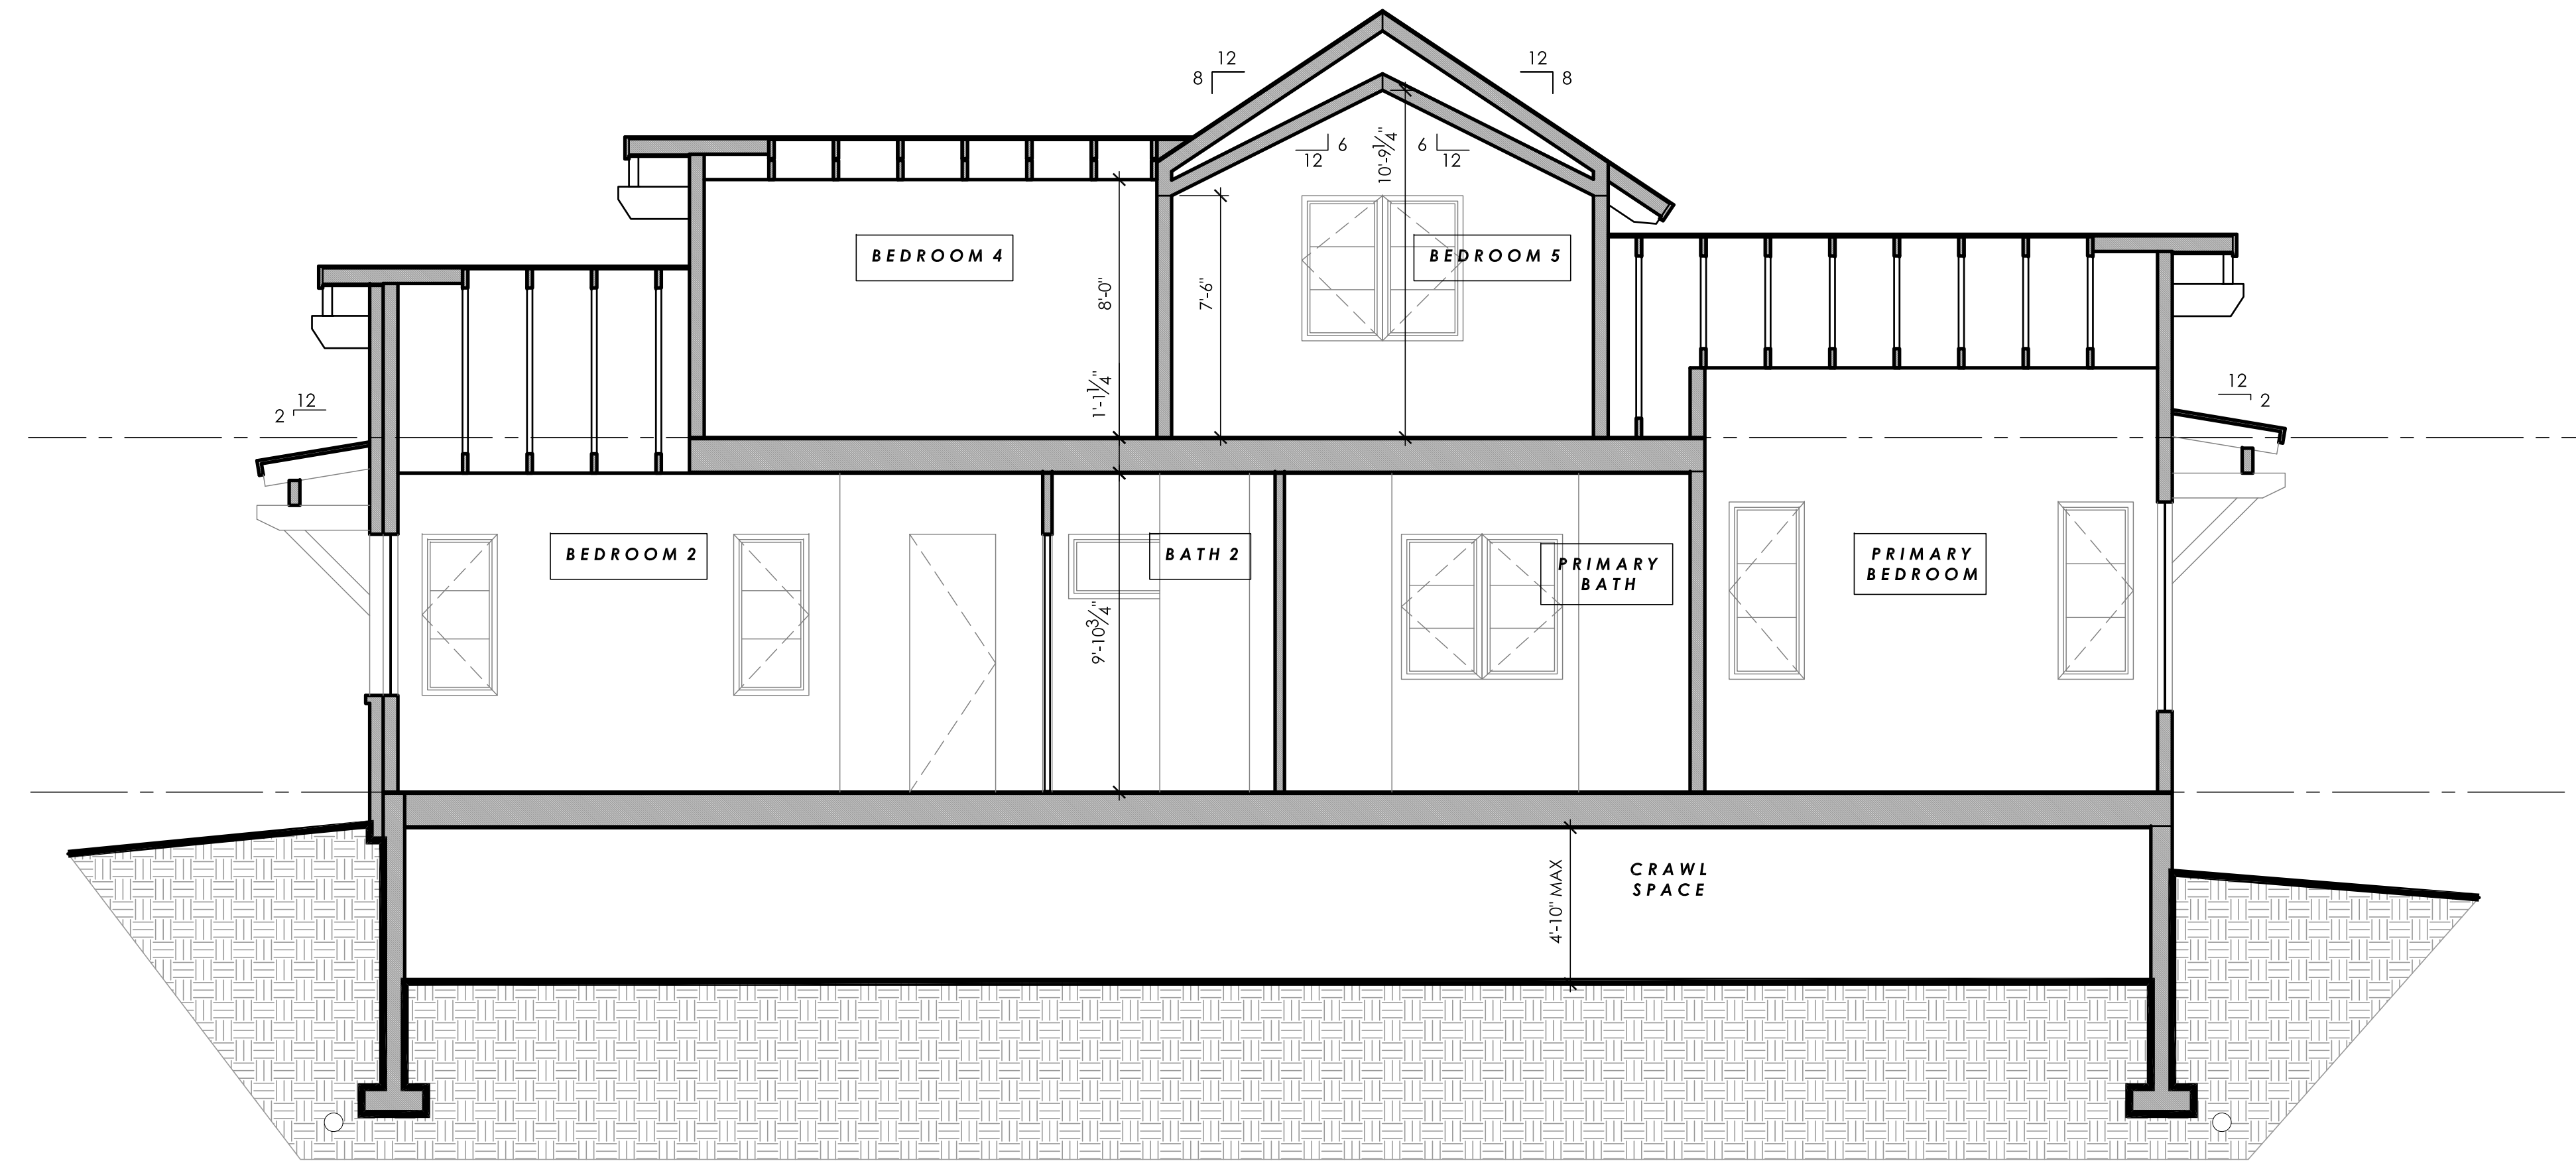 12
8
12
8
10'-9 1/4"
6
12
6
12
BEDROOM 4
BEDROOM 5
8'-0"
7'-6"
1'-1 1/4"
12
2
12
2
BEDROOM 2
BATH 2
PRIMARY
BATH
PRIMARY
BEDROOM
9'-10 3/4"
4'-10" MAX
CRAWL
SPACE